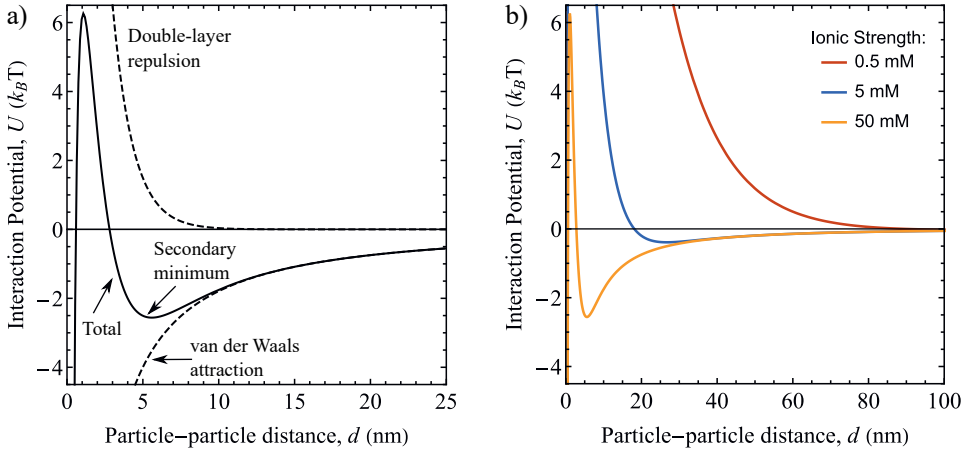 a)
Interaction Potential, U (k_BT)
6
4
2
0
−2
−4
Double-layer
repulsion
Secondary
minimum
Total
van der Waals
attraction
0 5 10 15 20 25
Particle−particle distance, d (nm)
b)
Interaction Potential, U (k_BT)
6
4
2
0
−2
−4
Ionic Strength:
0.5 mM
5 mM
50 mM
0 20 40 60 80 100
Particle−particle distance, d (nm)